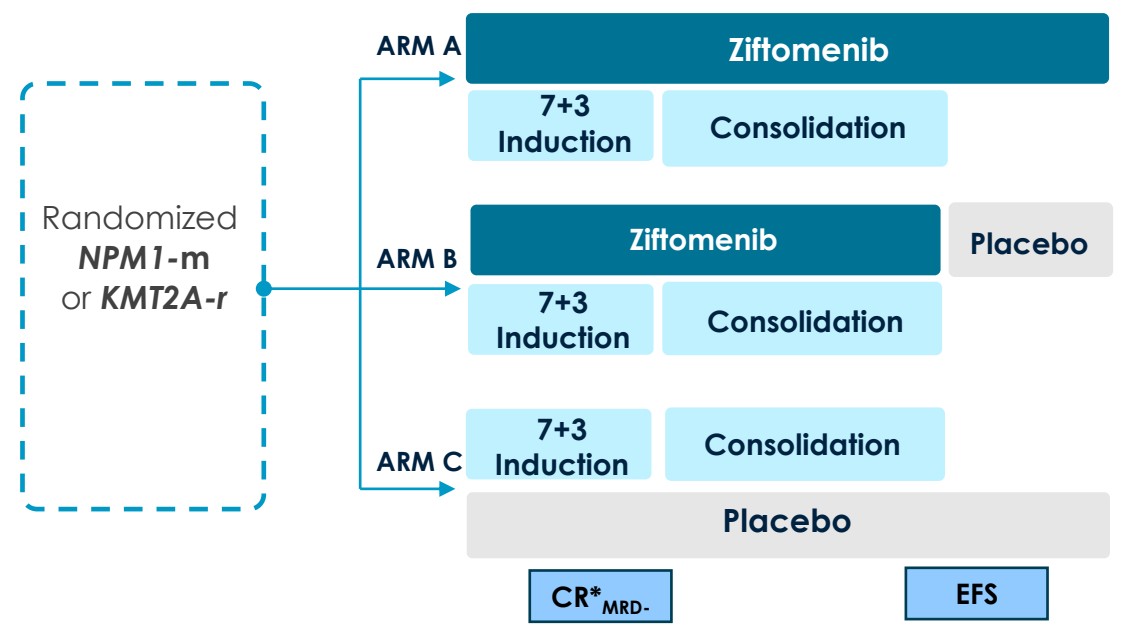 Randomized
NPM1-m
or KMT2A-r
ARM A
Ziftomenib
7+3
Induction
Consolidation
ARM B
Ziftomenib
Placebo
7+3
Induction
Consolidation
ARM C
7+3
Induction
Consolidation
Placebo
CR*MRD-
EFS